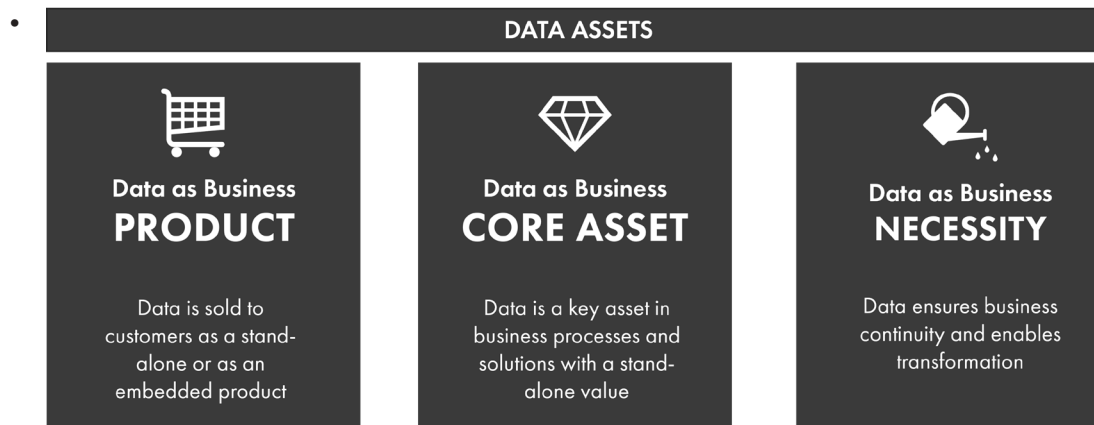 DATA ASSETS
Data as Business
PRODUCT
Data is sold to
customers as a stand-
alone or as an
embedded product
Data as Business
CORE ASSET
Data is a key asset in
business processes and
solutions with a stand-
alone value
Data as Business
NECESSITY
Data ensures business
continuity and enables
transformation